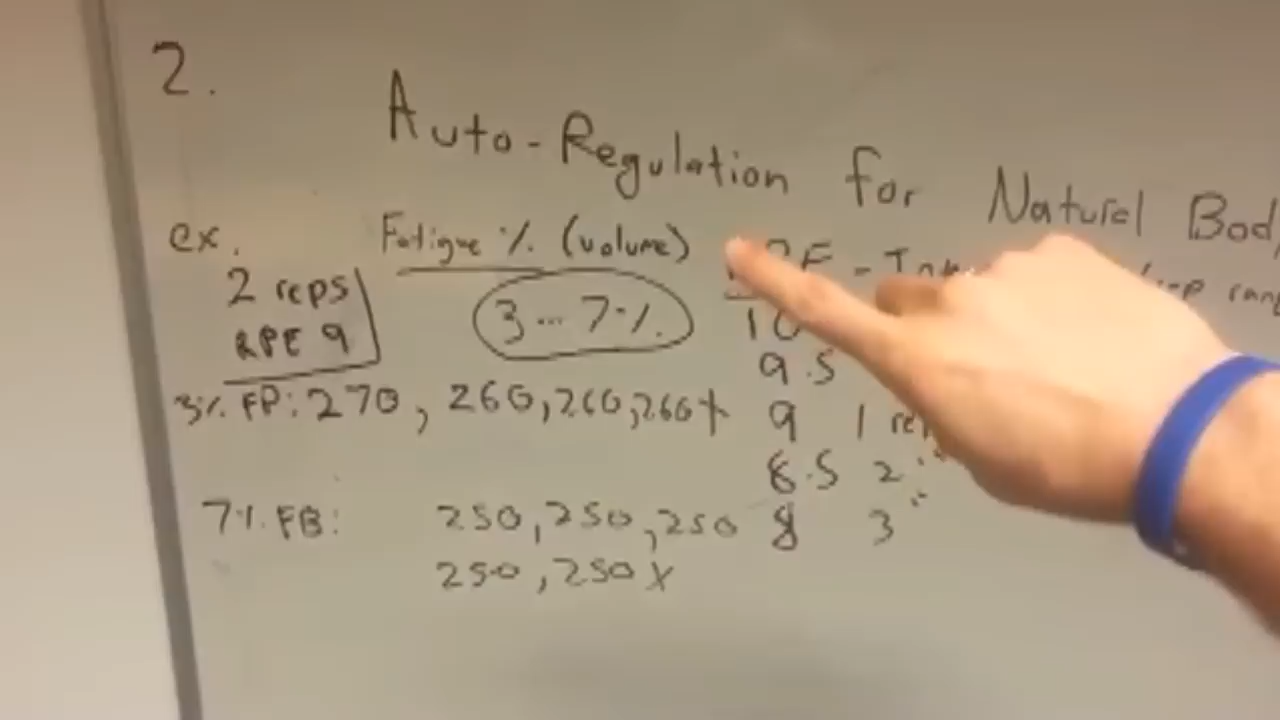 2.
Auto-Regulation for Natural Bod
ex. Fatigue % (volume)
2 reps
RPE 9
3 ... 7%
10
9.5
3% FP: 270, 260, 260, 260 x
9 1 re
8.5 2 "
7% FB: 250, 250, 250
8 3 "
250, 250 x